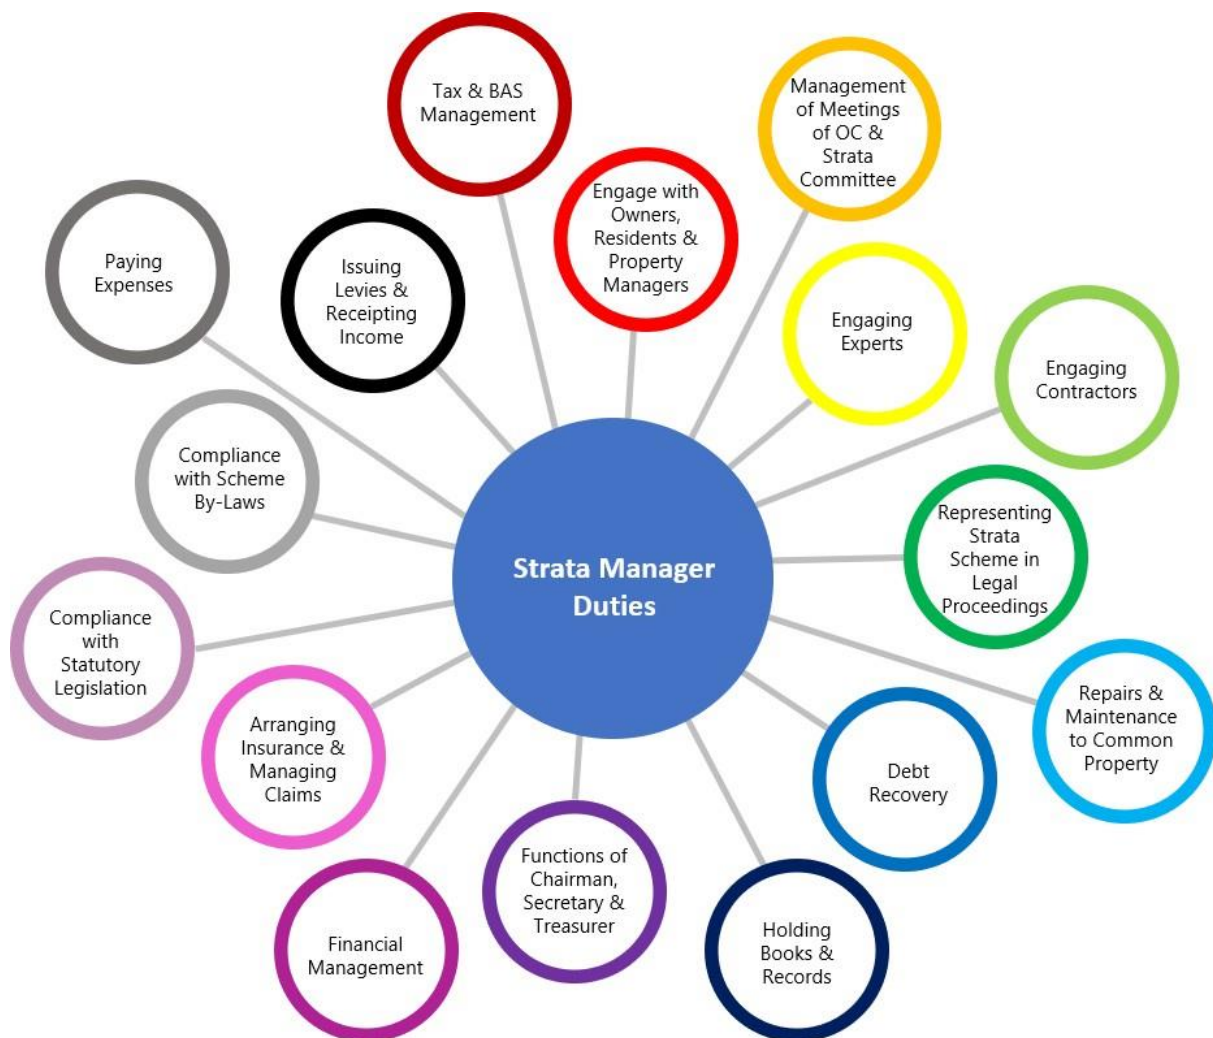 Tax & BAS
Management
Management
of Meetings
of OC &
Strata
Committee
Engage with
Owners,
Residents &
Property
Managers
Paying
Expenses
Issuing
Levies &
Receipting
Income
Engaging
Experts
Engaging
Contractors
Compliance
with Scheme
By-Laws
Representing
Strata
Scheme in
Legal
Proceedings
Strata Manager
Duties
Compliance
with
Statutory
Legislation
Arranging
Insurance &
Managing
Claims
Repairs &
Maintenance
to Common
Property
Debt
Recovery
Functions of
Chairman,
Secretary &
Treasurer
Financial
Management
Holding
Books &
Records